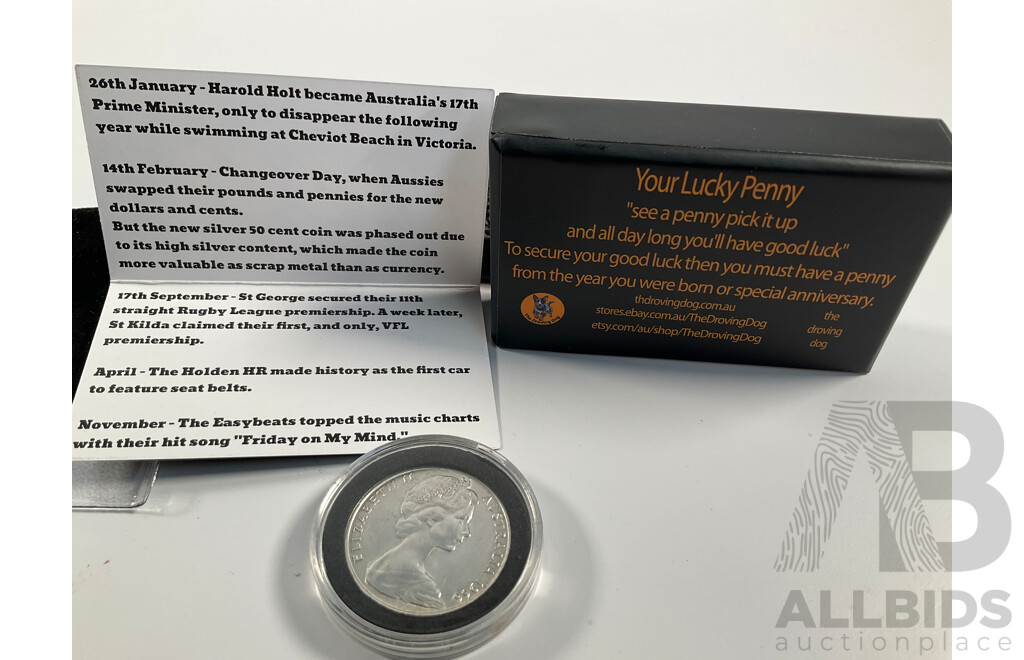 26th January - Harold Holt became Australia's 17th
Prime Minister, only to disappear the following
year while swimming at Cheviot Beach in Victoria.
14th February - Changeover Day, when Aussies
swapped their pounds and pennies for the new
dollars and cents.
But the new silver 50 cent coin was phased out due
to its high silver content, which made the coin
more valuable as scrap metal than as currency.
17th September - St George secured their 11th
straight Rugby League premiership. A week later,
St Kilda claimed their first, and only, VFL
premiership.
April - The Holden HR made history as the first car
to feature seat belts.
November - The Easybeats topped the music charts
with their hit song "Friday on My Mind."
Your Lucky Penny
"see a penny pick it up
and all day long you'll have good luck"
To secure your good luck then you must have a penny
from the year you were born or special anniversary.
thdrovingdog.com.au
stores.ebay.com.au/TheDrovingDog
etsy.com/au/shop/TheDrovingDog
the
droving
dog
ELIZABETH II AUSTRALIA 1966
AB
ALLBIDS
auctionplace